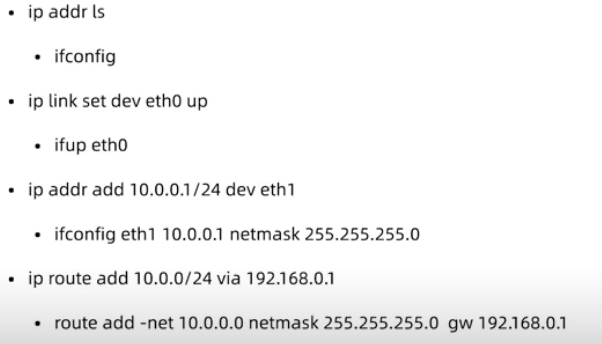 • ip addr ls
• ifconfig
• ip link set dev eth0 up
• ifup eth0
• ip addr add 10.0.0.1/24 dev eth1
• ifconfig eth1 10.0.0.1 netmask 255.255.255.0
• ip route add 10.0.0/24 via 192.168.0.1
• route add -net 10.0.0.0 netmask 255.255.255.0 gw 192.168.0.1